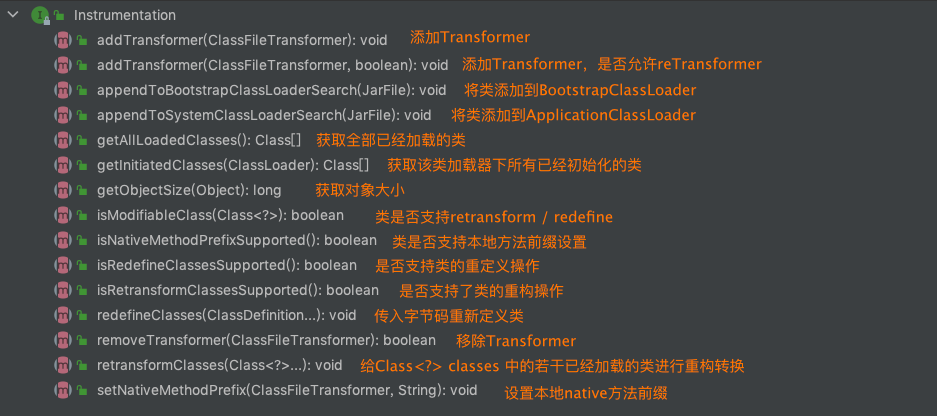 Instrumentation
addTransformer(ClassFileTransformer): void 添加Transformer
addTransformer(ClassFileTransformer, boolean): void 添加Transformer，是否允许reTransformer
appendToBootstrapClassLoaderSearch(JarFile): void 将类添加到BootstrapClassLoader
appendToSystemClassLoaderSearch(JarFile): void 将类添加到ApplicationClassLoader
getAllLoadedClasses(): Class[] 获取全部已经加载的类
getInitiatedClasses(ClassLoader): Class[] 获取该类加载器下所有已经初始化的类
getObjectSize(Object): long 获取对象大小
isModifiableClass(Class<?>): boolean 类是否支持retransform / redefine
isNativeMethodPrefixSupported(): boolean 类是否支持本地方法前缀设置
isRedefineClassesSupported(): boolean 是否支持类的重定义操作
isRetransformClassesSupported(): boolean 是否支持了类的重构操作
redefineClasses(ClassDefinition...): void 传入字节码重新定义类
removeTransformer(ClassFileTransformer): boolean 移除Transformer
retransformClasses(Class<?>...): void 给Class<?> classes 中的若干已经加载的类进行重构转换
setNativeMethodPrefix(ClassFileTransformer, String): void 设置本地native方法前缀